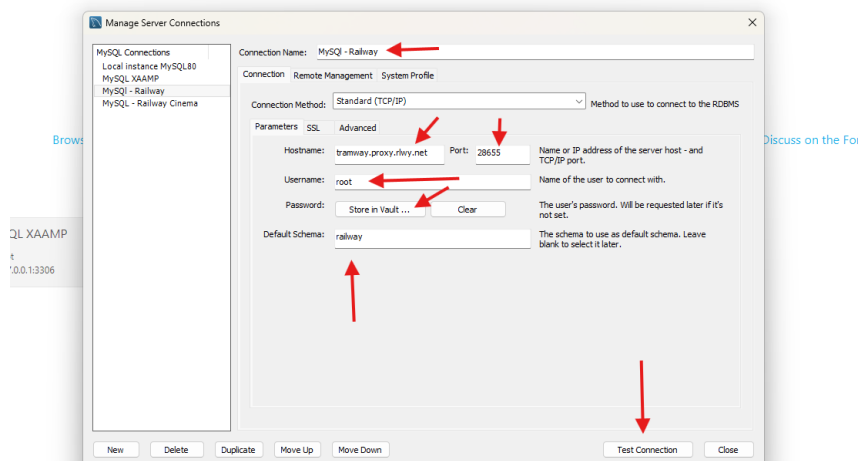 Manage Server Connections
MySQL Connections
Local instance MySQL80
MySQL XAAMP
MySQl - Railway
MySQL - Railway Cinema
Connection Name: MySQl - Railway
Connection Remote Management System Profile
Connection Method: Standard (TCP/IP) Method to use to connect to the RDBMS
Parameters SSL Advanced
Hostname: tramway.proxy.rlwy.net Port: 28655 Name or IP address of the server host - and
TCP/IP port.
Username: root Name of the user to connect with.
Password: Store in Vault ... Clear The user's password. Will be requested later if it's
not set.
Default Schema: railway The schema to use as default schema. Leave
blank to select it later.
New Delete Duplicate Move Up Move Down Test Connection Close
Brows
Discuss on the For
QL XAAMP
t
7.0.0.1:3306